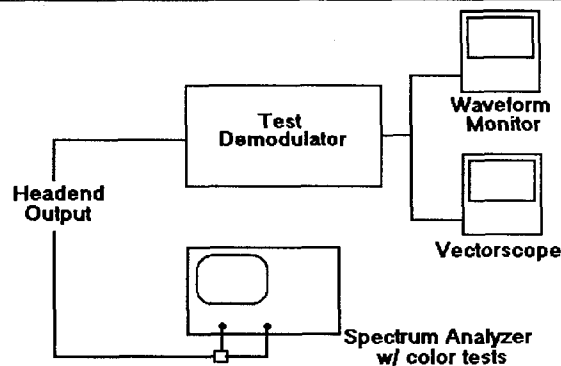 Waveform
Monitor
Test
Demodulator
Headend
Output
Vectorscope
Spectrum Analyzer
w/ color tests